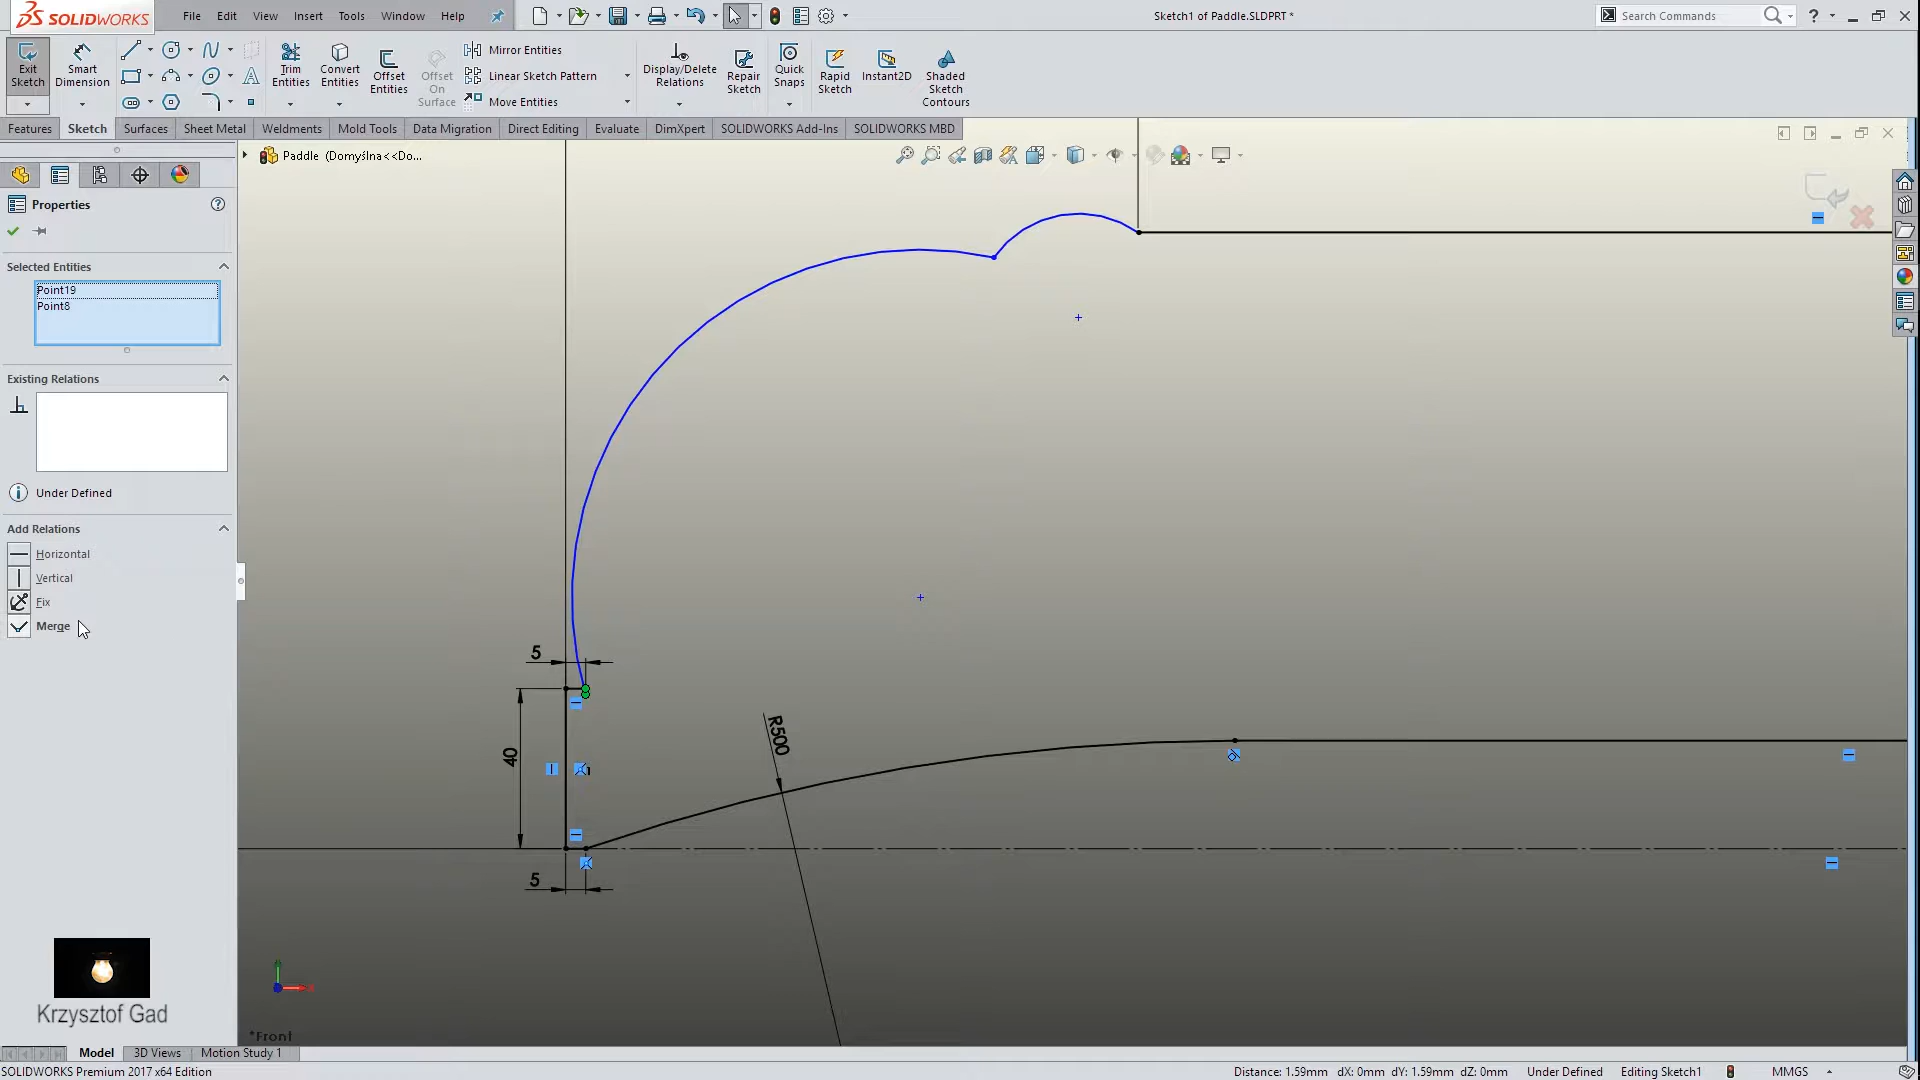 SOLIDWORKS
File Edit View Insert Tools Window Help
Sketch1 of Paddle.SLDPRT *
Search Commands
Exit Sketch
Smart Dimension
Trim Entities
Convert Entities
Offset Entities
Offset On Surface
Mirror Entities
Linear Sketch Pattern
Move Entities
Display/Delete Relations
Repair Sketch
Quick Snaps
Rapid Sketch
Instant2D
Shaded Sketch Contours
Features Sketch Surfaces Sheet Metal Weldments Mold Tools Data Migration Direct Editing Evaluate DimXpert SOLIDWORKS Add-Ins SOLIDWORKS MBD
Paddle (Domyślna<<Do...
Properties
Selected Entities
Point19
Point8
Existing Relations
Under Defined
Add Relations
Horizontal
Vertical
Fix
Merge
5
40
R500
5
Krzysztof Gad
*Front
Model 3D Views Motion Study 1
SOLIDWORKS Premium 2017 x64 Edition
Distance: 1.59mm dX: 0mm dY: 1.59mm dZ: 0mm Under Defined Editing Sketch1 MMGS